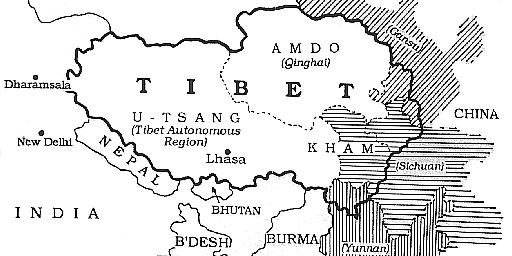 AMDO
(Qinghai)
Gansu
Dharamsala
TIBET
U-TSANG
(Tibet Autonomous
Region)
CHINA
New Delhi
NEPAL
Lhasa
KHAM
(Sichuan)
INDIA
BHUTAN
B'DESH
BURMA
(Yunnan)